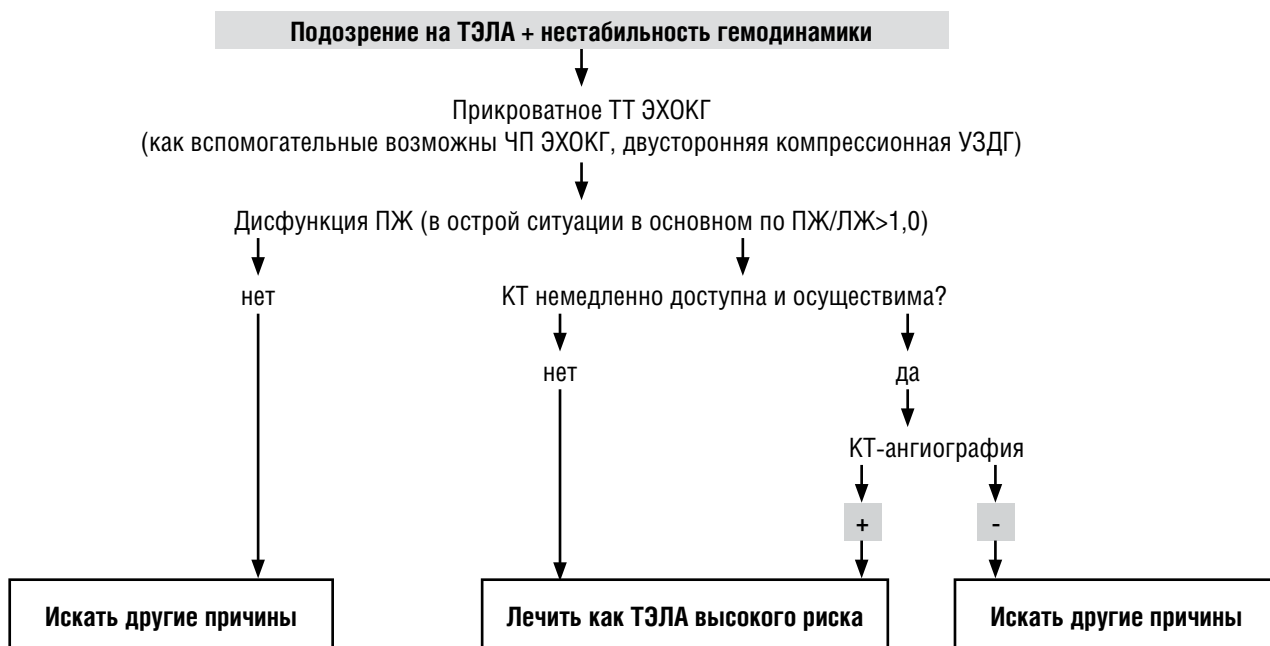 Подозрение на ТЭЛА + нестабильность гемодинамики
Прикроватное ТТ ЭХОКГ
(как вспомогательные возможны ЧП ЭХОКГ, двусторонняя компрессионная УЗДГ)
Дисфункция ПЖ (в острой ситуации в основном по ПЖ/ЛЖ>1,0)
нет
КТ немедленно доступна и осуществима?
нет
да
КТ-ангиография
+
-
Искать другие причины
Лечить как ТЭЛА высокого риска
Искать другие причины